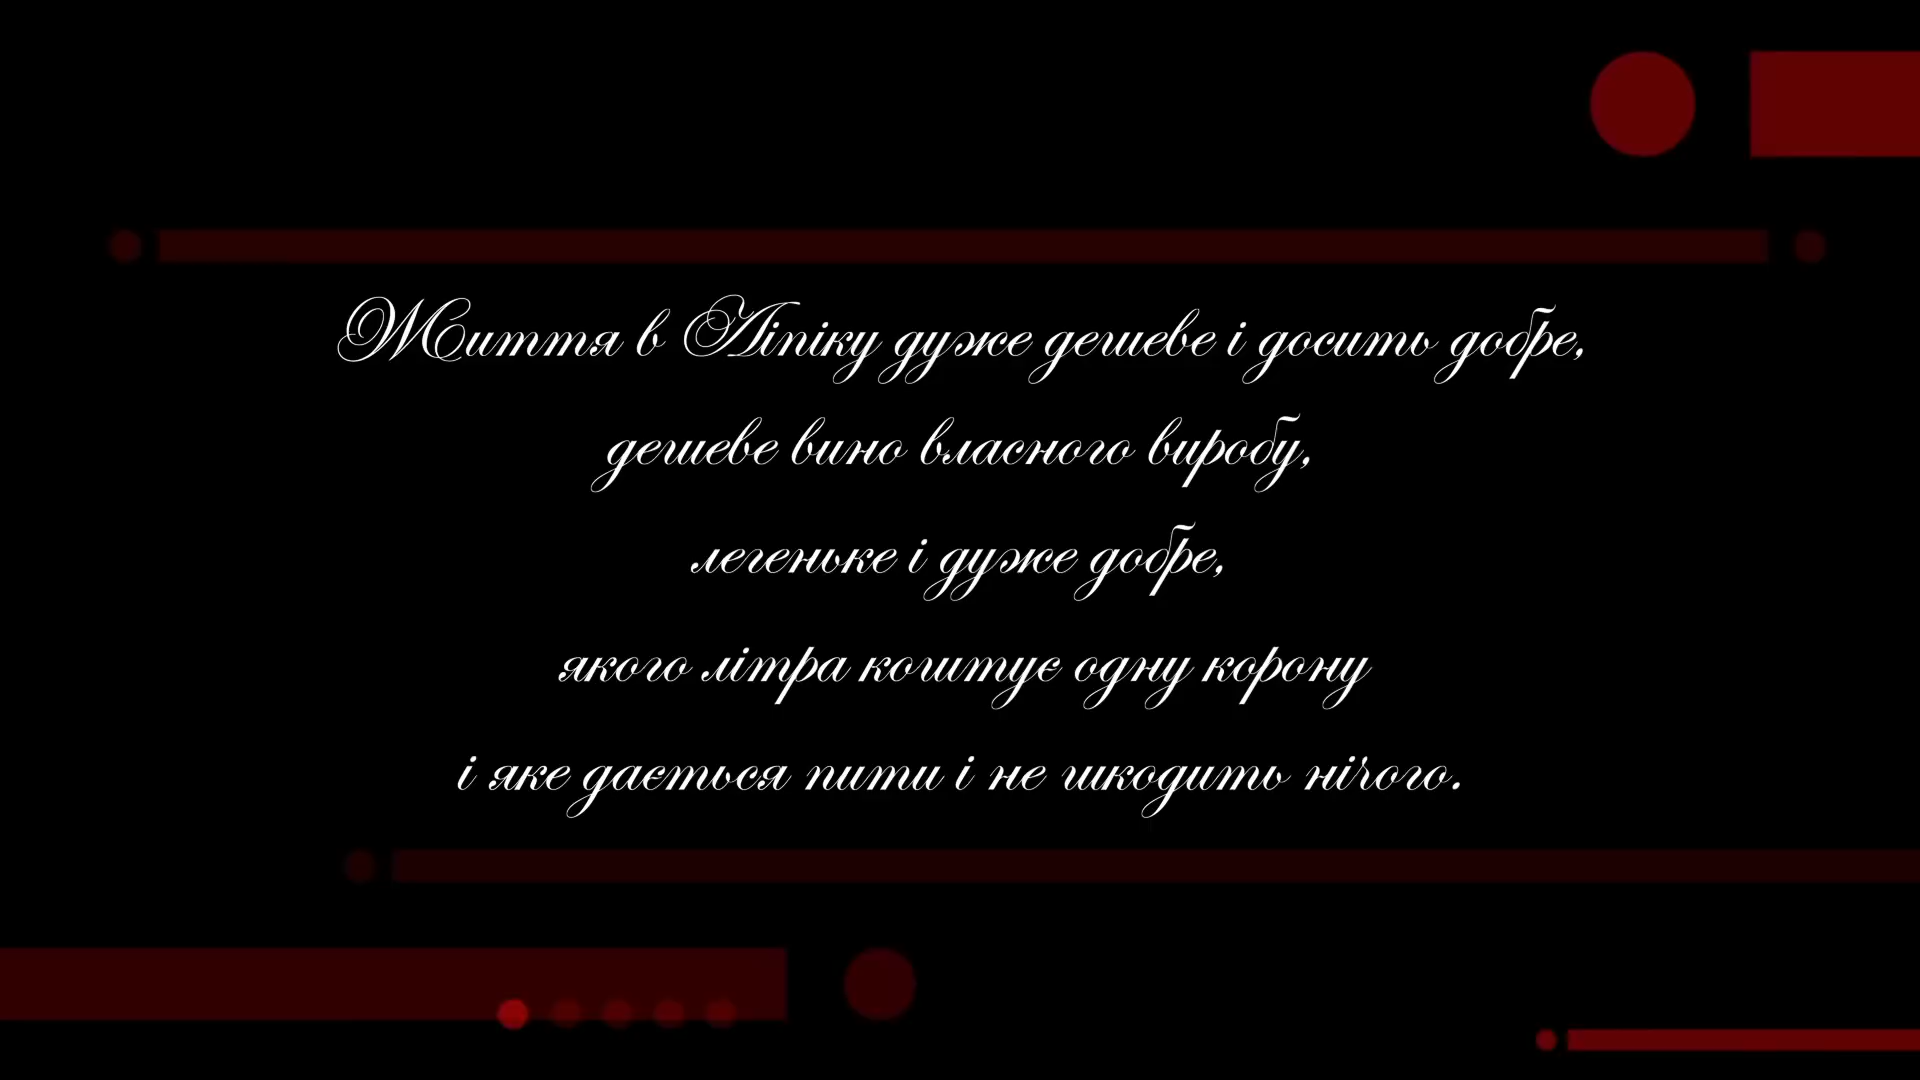 Життя в Ліпіку дуже дешеве і досить добре,
дешеве вино власного виробу,
легеньке і дуже добре,
якого літра коштує одну корону
і яке дається пити і не шкодить нічого.